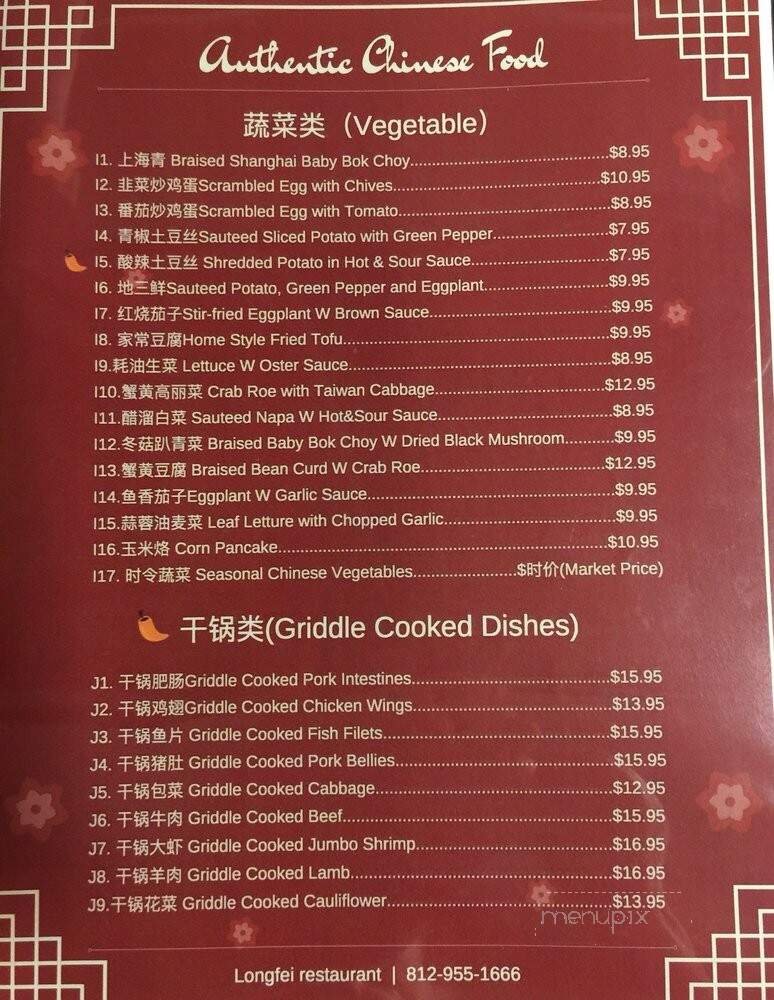 Authentic Chinese Food
蔬菜类（Vegetable）
I1. 上海青 Braised Shanghai Baby Bok Choy...........................................$8.95
I2. 韭菜炒鸡蛋Scrambled Egg with Chives.............................................$10.95
I3. 番茄炒鸡蛋Scrambled Egg with Tomato..............................................$8.95
I4. 青椒土豆丝Sauteed Sliced Potato with Green Pepper.........................$7.95
I5. 酸辣土豆丝 Shredded Potato in Hot & Sour Sauce..............................$7.95
I6. 地三鲜Sauteed Potato, Green Pepper and Eggplant...........................$9.95
I7. 红烧茄子Stir-fried Eggplant W Brown Sauce.......................................$9.95
I8. 家常豆腐Home Style Fried Tofu..........................................................$9.95
I9.耗油生菜 Lettuce W Oster Sauce.........................................................$8.95
I10.蟹黄高丽菜 Crab Roe with Taiwan Cabbage.....................................$12.95
I11.醋溜白菜 Sauteed Napa W Hot&Sour Sauce......................................$8.95
I12.冬菇趴青菜 Braised Baby Bok Choy W Dried Black Mushroom...........$9.95
I13.蟹黄豆腐 Braised Bean Curd W Crab Roe........................................$12.95
I14.鱼香茄子Eggplant W Garlic Sauce.....................................................$9.95
I15.蒜蓉油麦菜 Leaf Letture with Chopped Garlic.....................................$9.95
I16.玉米烙 Corn Pancake.......................................................................$10.95
I17. 时令蔬菜 Seasonal Chinese Vegetables.......................$时价(Market Price)
干锅类(Griddle Cooked Dishes)
J1. 干锅肥肠Griddle Cooked Pork Intestines...........................................$15.95
J2. 干锅鸡翅Griddle Cooked Chicken Wings...........................................$13.95
J3. 干锅鱼片 Griddle Cooked Fish Filets.................................................$15.95
J4. 干锅猪肚 Griddle Cooked Pork Bellies...............................................$15.95
J5. 干锅包菜 Griddle Cooked Cabbage...................................................$12.95
J6. 干锅牛肉 Griddle Cooked Beef..........................................................$15.95
J7. 干锅大虾 Griddle Cooked Jumbo Shrimp...........................................$16.95
J8. 干锅羊肉 Griddle Cooked Lamb.........................................................$16.95
J9.干锅花菜 Griddle Cooked Cauliflower.................................................$13.95
menupix
Longfei restaurant | 812-955-1666